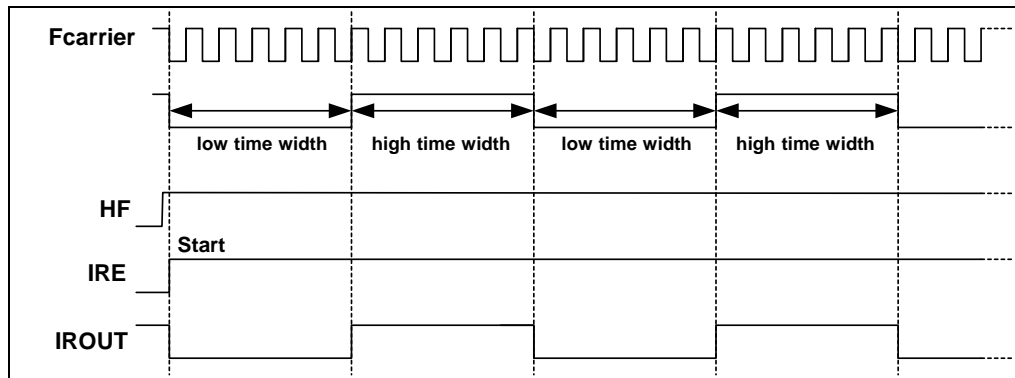 Fcarrier
low time width high time width low time width high time width
HF
Start
IRE
IROUT